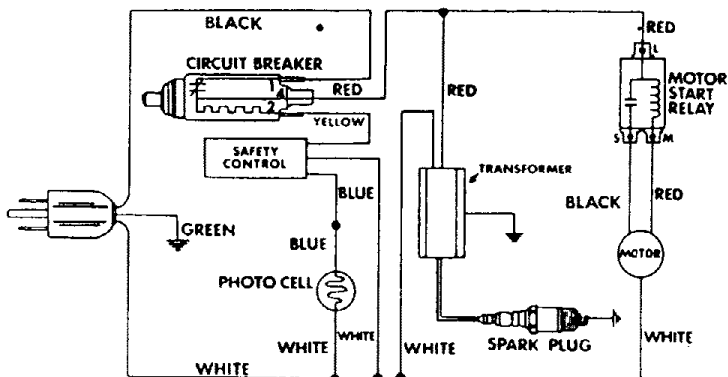 BLACK
RED
L
CIRCUIT BREAKER
1
4
2
RED
MOTOR
START
RELAY
RED
YELLOW
SAFETY
CONTROL
S
M
TRANSFORMER
BLUE
BLACK
RED
GREEN
BLUE
MOTOR
PHOTO CELL
WHITE
WHITE
WHITE
SPARK PLUG
WHITE
WHITE